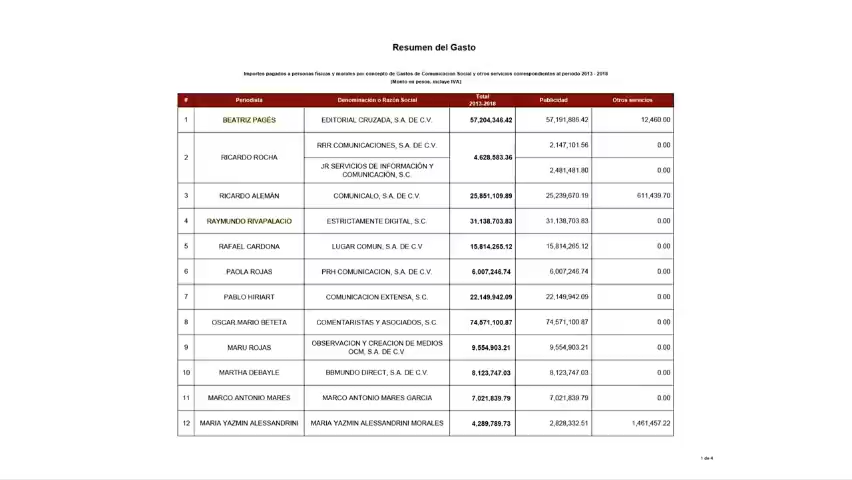 Resumen del Gasto
Importes pagados a personas físicas y morales por concepto de Gastos de Comunicación Social y otros servicios correspondientes al periodo 2013 - 2018
(Monto en pesos, incluye IVA)
# Periodista Denominación o Razón Social Total 2013-2018 Publicidad Otros servicios
1 BEATRIZ PAGÉS EDITORIAL CRUZADA, S.A. DE C.V. 57,204,346.42 57,191,886.42 12,460.00
2 RICARDO ROCHA RRR COMUNICACIONES, S.A. DE C.V. 4,628,583.36 2,147,101.56 0.00
JR SERVICIOS DE INFORMACIÓN Y COMUNICACIÓN, S.C. 2,481,481.80 0.00
3 RICARDO ALEMÁN COMUNICALO, S.A. DE C.V. 25,851,109.89 25,239,670.19 611,439.70
4 RAYMUNDO RIVAPALACIO ESTRICTAMENTE DIGITAL, S.C. 31,138,703.83 31,138,703.83 0.00
5 RAFAEL CARDONA LUGAR COMUN, S.A. DE C.V 15,814,265.12 15,814,265.12 0.00
6 PAOLA ROJAS PRH COMUNICACION, S.A. DE C.V. 6,007,246.74 6,007,246.74 0.00
7 PABLO HIRIART COMUNICACION EXTENSA, S.C. 22,149,942.09 22,149,942.09 0.00
8 OSCAR MARIO BETETA COMENTARISTAS Y ASOCIADOS, S.C. 74,571,100.87 74,571,100.87 0.00
9 MARU ROJAS OBSERVACION Y CREACION DE MEDIOS OCM, S.A. DE C.V 9,554,903.21 9,554,903.21 0.00
10 MARTHA DEBAYLE BBMUNDO DIRECT, S.A. DE C.V. 8,123,747.03 8,123,747.03 0.00
11 MARCO ANTONIO MARES MARCO ANTONIO MARES GARCIA 7,021,839.79 7,021,839.79 0.00
12 MARIA YAZMIN ALESSANDRINI MARIA YAZMIN ALESSANDRINI MORALES 4,289,789.73 2,828,332.51 1,461,457.22
1 de 4